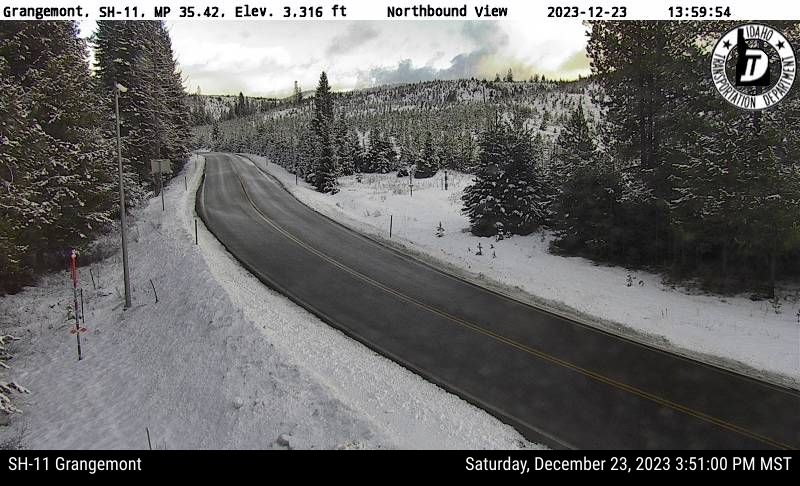 Grangemont, SH-11, MP 35.42, Elev. 3,316 ft Northbound View 2023-12-23 13:59:54
IDAHO
TRANSPORTATION DEPARTMENT
SH-11 Grangemont Saturday, December 23, 2023 3:51:00 PM MST